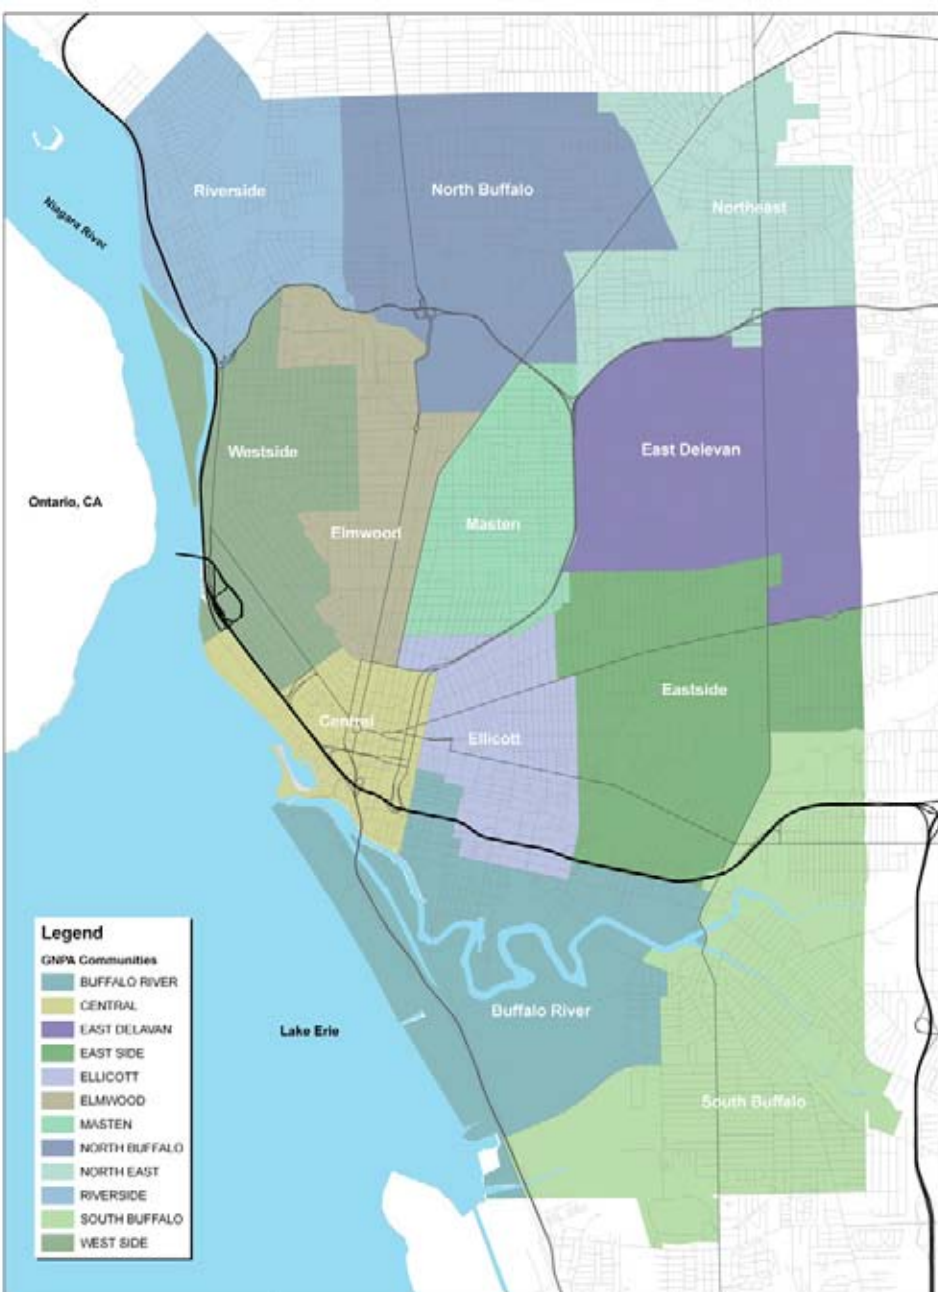 Riverside
North Buffalo
Northeast
Niagara River
East Delevan
Westside
Ontario, CA
Masten
Elmwood
Eastside
Central
Ellicott
Legend
GNPA Communities
BUFFALO RIVER
CENTRAL
EAST DELAVAN
EAST SIDE
ELLICOTT
ELMWOOD
MASTEN
NORTH BUFFALO
NORTH EAST
RIVERSIDE
SOUTH BUFFALO
WEST SIDE
Buffalo River
Lake Erie
South Buffalo